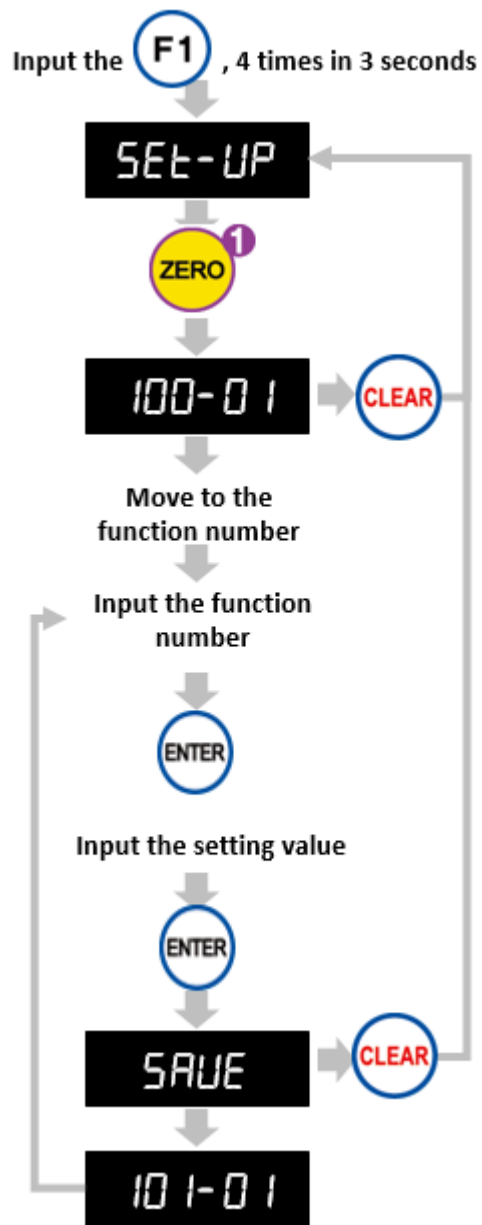 Input the F1 , 4 times in 3 seconds
SEt-UP
ZERO 1
100-01
CLEAR
Move to the
function number
Input the function
number
ENTER
Input the setting value
ENTER
SAVE
CLEAR
101-01